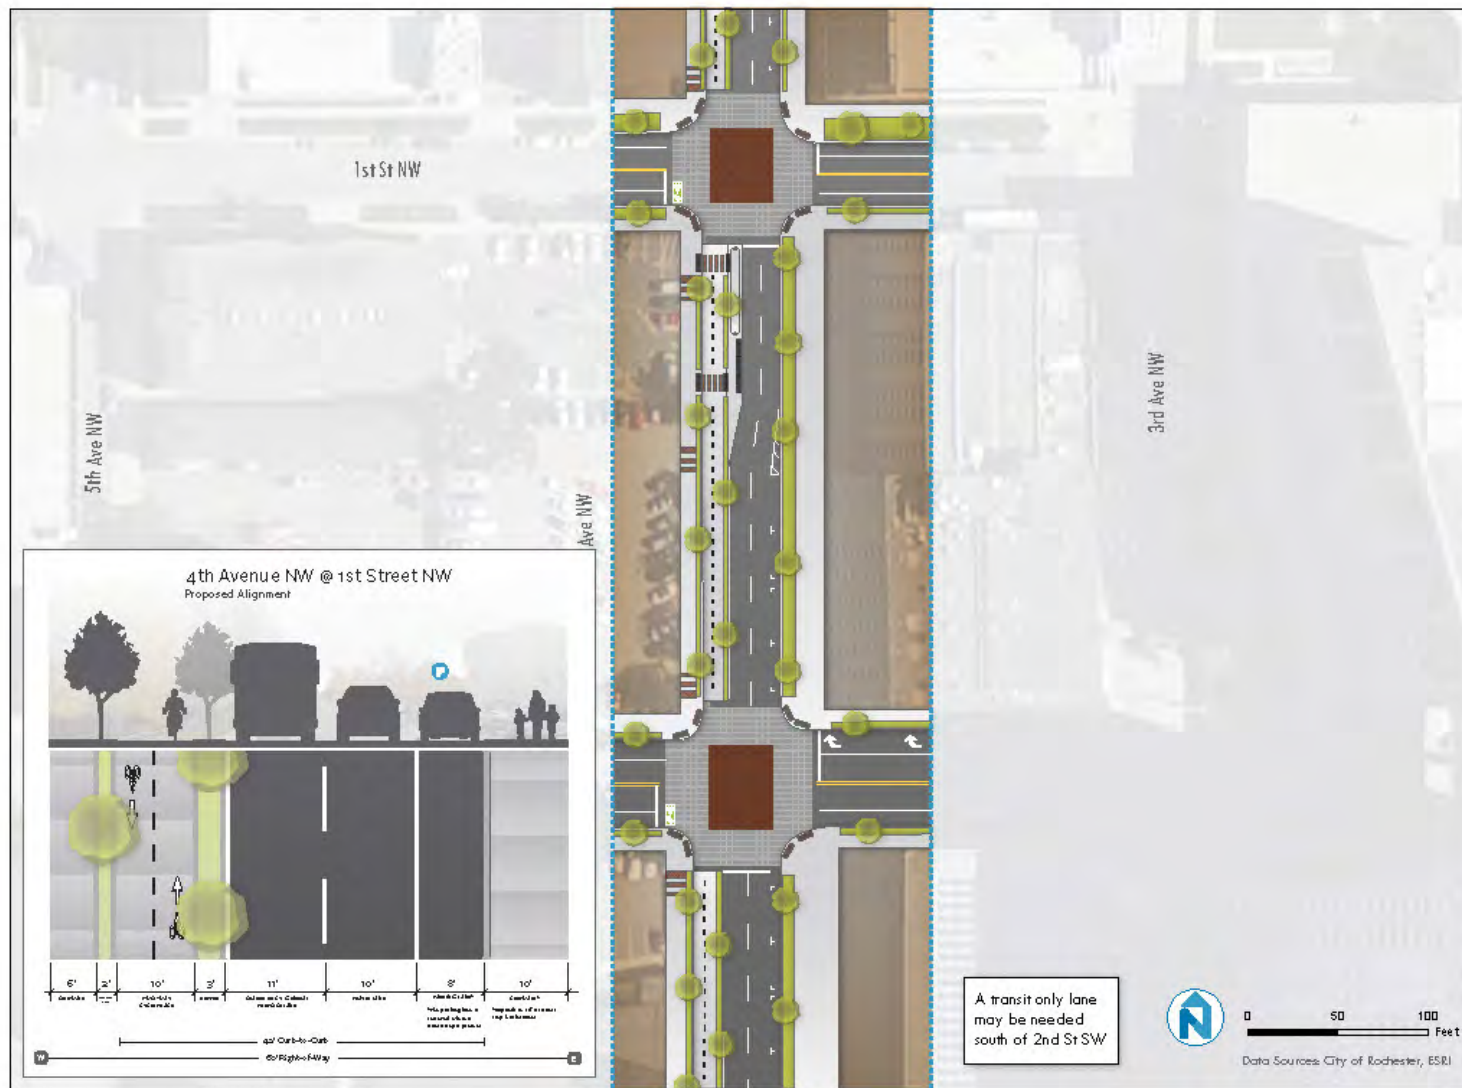 1st St NW
5th Ave NW
Ave NW
3rd Ave NW
4th Avenue NW @ 1st Street NW
Proposed Alignment
P
6'
2'
10'
3'
11'
10'
8'
10'
42' Curb-to-Curb
W
Right-of-Way
E
A transit only lane
may be needed
south of 2nd St SW
N
0
50
100
Feet
Data Sources: City of Rochester, ESRI